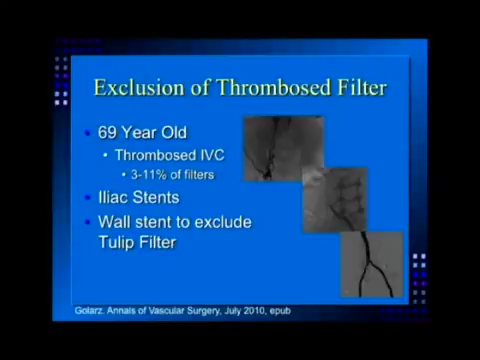 Exclusion of Thrombosed Filter
• 69 Year Old
• Thrombosed IVC
• 3-11% of filters
• Iliac Stents
• Wall stent to exclude
Tulip Filter
Golarz. Annals of Vascular Surgery, July 2010, epub